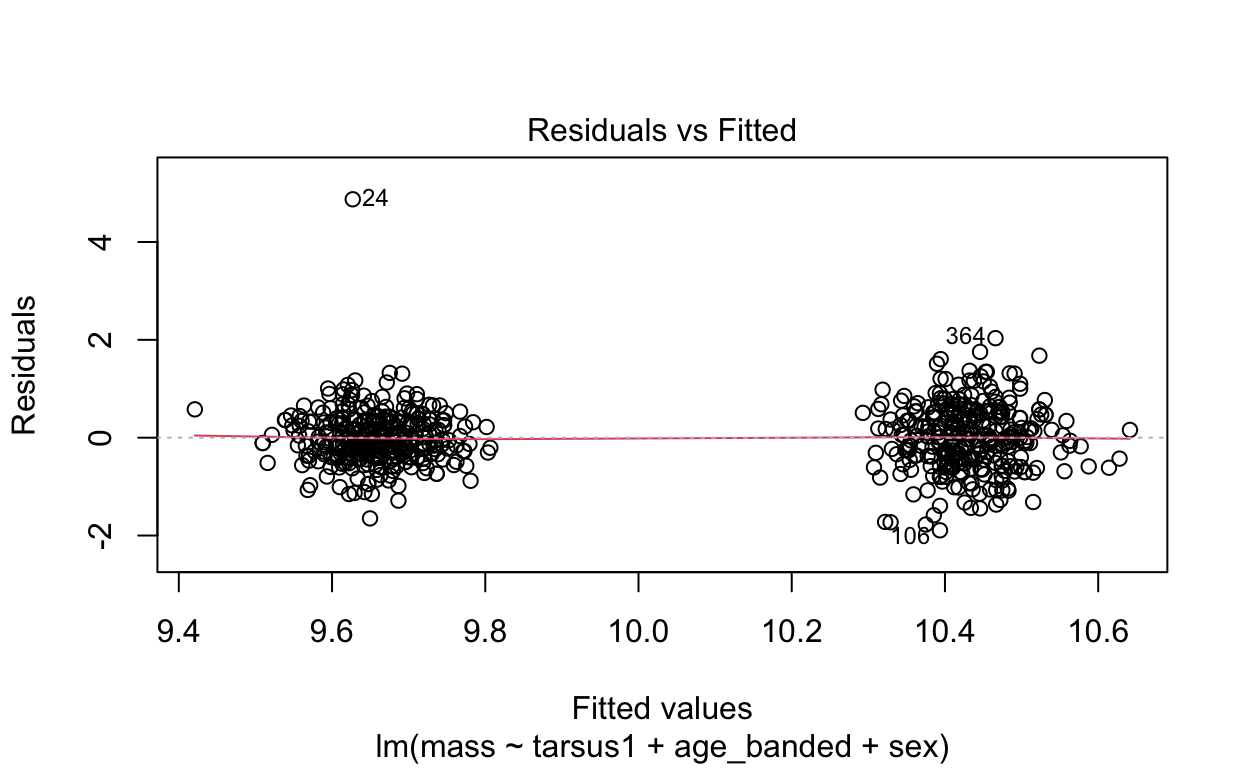 Residuals vs Fitted
24
4
364
2
Residuals
0
106
-2
9.4 9.6 9.8 10.0 10.2 10.4 10.6
Fitted values
lm(mass ~ tarsus1 + age_banded + sex)